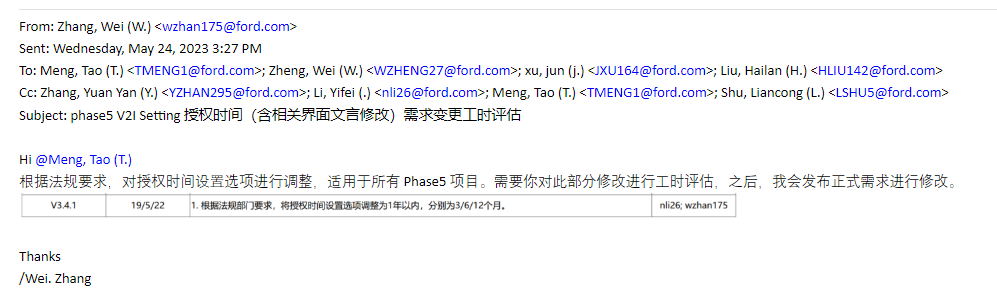 From: Zhang, Wei (W.) <wzhan175@ford.com>
Sent: Wednesday, May 24, 2023 3:27 PM
To: Meng, Tao (T.) <TMENG1@ford.com>; Zheng, Wei (W.) <WZHENG27@ford.com>; xu, jun (j.) <JXU164@ford.com>; Liu, Hailan (H.) <HLIU142@ford.com>
Cc: Zhang, Yuan Yan (Y.) <YZHAN295@ford.com>; Li, Yifei (.) <nli26@ford.com>; Meng, Tao (T.) <TMENG1@ford.com>; Shu, Liancong (L.) <LSHU5@ford.com>
Subject: phase5 V2I Setting 授权时间（含相关界面文言修改）需求变更工时评估
Hi @Meng, Tao (T.)
根据法规要求，对授权时间设置选项进行调整，适用于所有 Phase5 项目。需要你对此部分修改进行工时评估，之后，我会发布正式需求进行修改。
V3.4.1 19/5/22 1. 根据法规部门要求，将授权时间设置选项调整为1年以内，分别为3/6/12个月。 nli26; wzhan175
Thanks
/Wei. Zhang